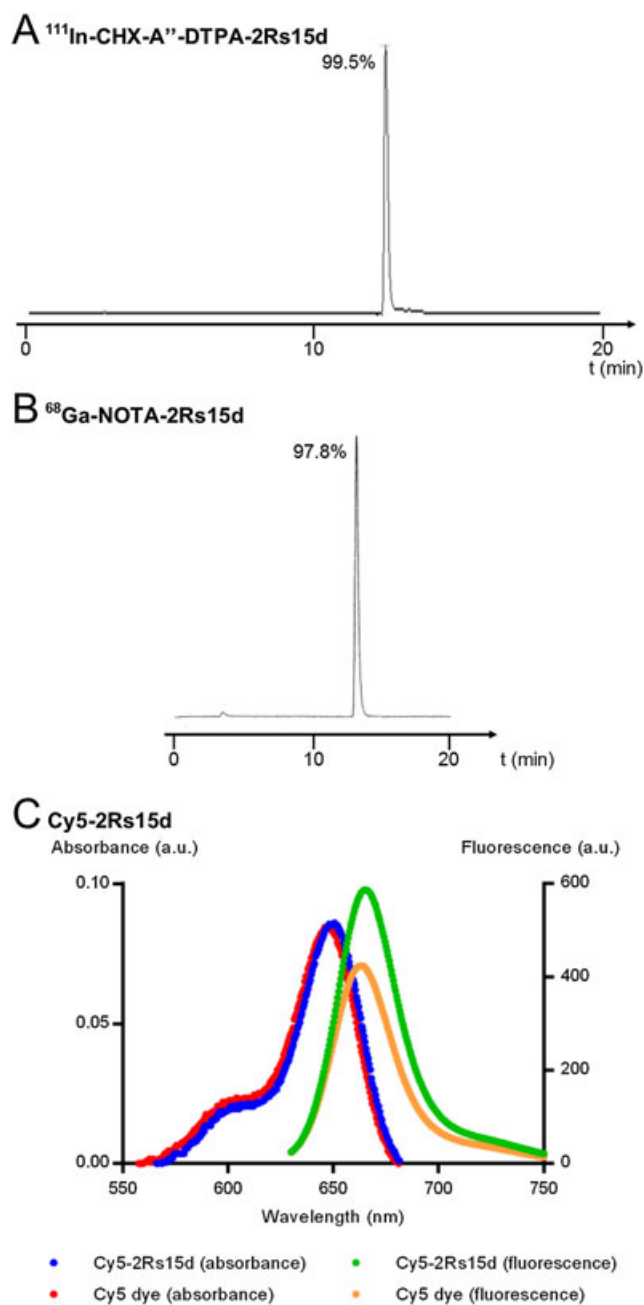 A ¹¹¹In-CHX-A’’-DTPA-2Rs15d
99.5%
0 10 20
t (min)
B ⁶⁸Ga-NOTA-2Rs15d
97.8%
0 10 20
t (min)
C Cy5-2Rs15d
Absorbance (a.u.) Fluorescence (a.u.)
0.10 600
400
0.05
200
0.00 0
550 600 650 700 750
Wavelength (nm)
Cy5-2Rs15d (absorbance) Cy5-2Rs15d (fluorescence)
Cy5 dye (absorbance) Cy5 dye (fluorescence)